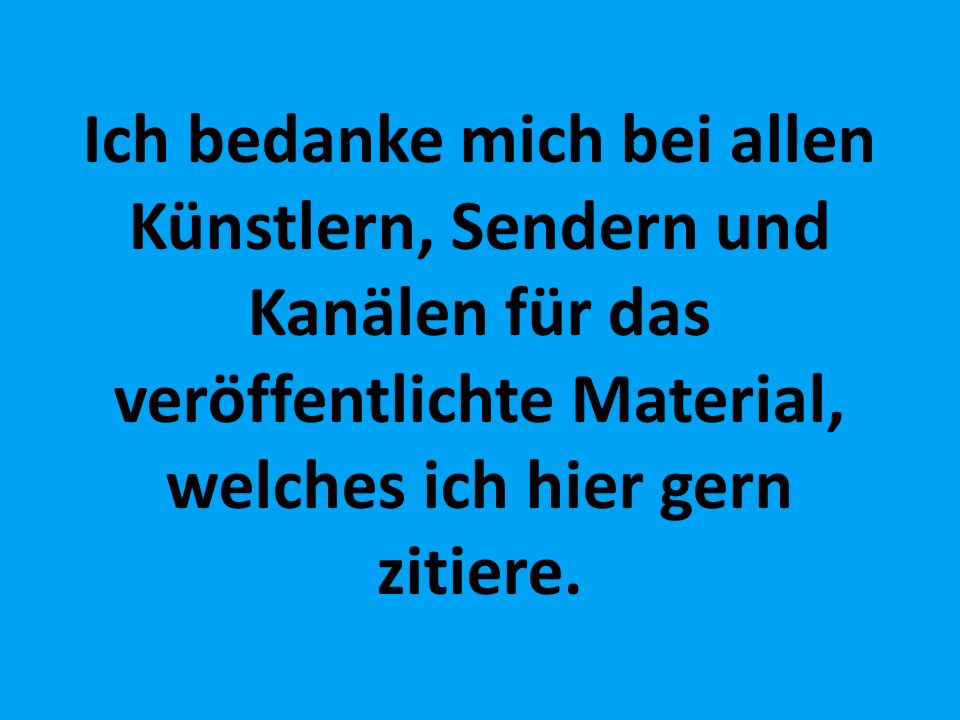 Ich bedanke mich bei allen
Künstlern, Sendern und
Kanälen für das
veröffentlichte Material,
welches ich hier gern
zitiere.